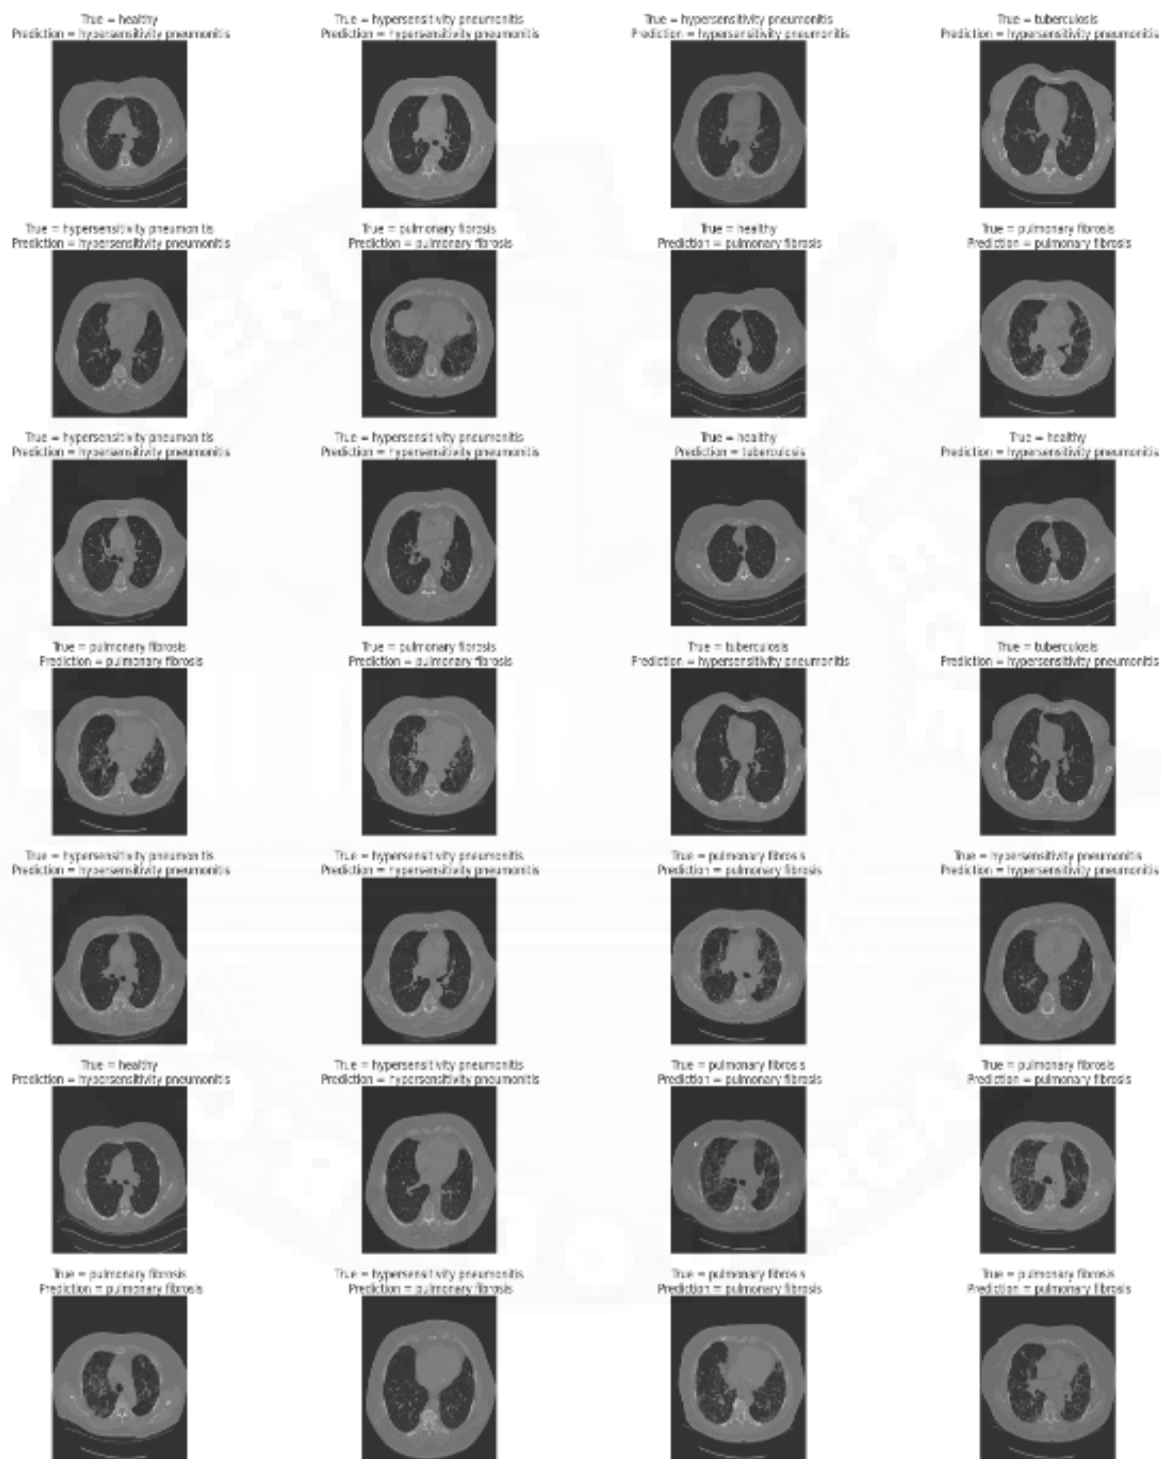 True = healthy
Prediction = hypersensitivity pneumonitis
True = hypersensitivity pneumonitis
Prediction = hypersensitivity pneumonitis
True = hypersensitivity pneumonitis
Prediction = hypersensitivity pneumonitis
True = tuberculosis
Prediction = hypersensitivity pneumonitis
True = hypersensitivity pneumonitis
Prediction = hypersensitivity pneumonitis
True = pulmonary fibrosis
Prediction = pulmonary fibrosis
True = healthy
Prediction = pulmonary fibrosis
True = pulmonary fibrosis
Prediction = pulmonary fibrosis
True = hypersensitivity pneumonitis
Prediction = hypersensitivity pneumonitis
True = hypersensitivity pneumonitis
Prediction = hypersensitivity pneumonitis
True = healthy
Prediction = tuberculosis
True = healthy
Prediction = hypersensitivity pneumonitis
True = pulmonary fibrosis
Prediction = pulmonary fibrosis
True = pulmonary fibrosis
Prediction = pulmonary fibrosis
True = tuberculosis
Prediction = hypersensitivity pneumonitis
True = tuberculosis
Prediction = hypersensitivity pneumonitis
True = hypersensitivity pneumonitis
Prediction = hypersensitivity pneumonitis
True = hypersensitivity pneumonitis
Prediction = hypersensitivity pneumonitis
True = pulmonary fibrosis
Prediction = pulmonary fibrosis
True = hypersensitivity pneumonitis
Prediction = hypersensitivity pneumonitis
True = healthy
Prediction = hypersensitivity pneumonitis
True = hypersensitivity pneumonitis
Prediction = hypersensitivity pneumonitis
True = pulmonary fibrosis
Prediction = pulmonary fibrosis
True = pulmonary fibrosis
Prediction = pulmonary fibrosis
True = pulmonary fibrosis
Prediction = pulmonary fibrosis
True = hypersensitivity pneumonitis
Prediction = pulmonary fibrosis
True = pulmonary fibrosis
Prediction = pulmonary fibrosis
True = pulmonary fibrosis
Prediction = pulmonary fibrosis